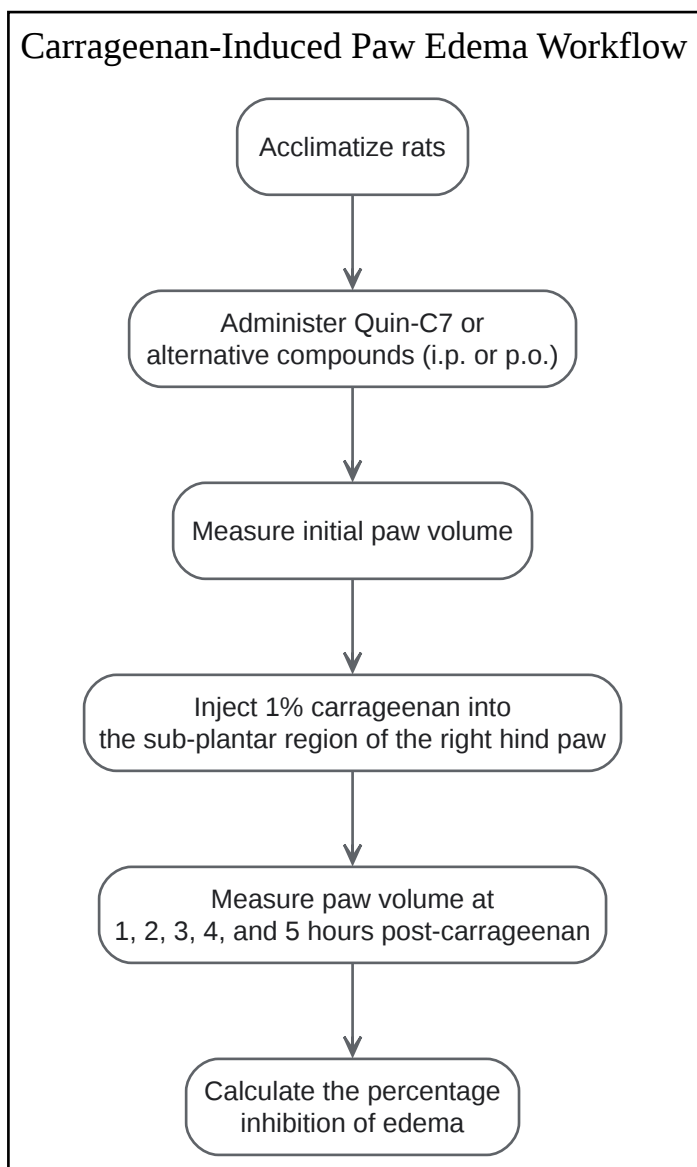 Carrageenan-Induced Paw Edema Workflow
Acclimatize rats
Administer Quin-C7 or
alternative compounds (i.p. or p.o.)
Measure initial paw volume
Inject 1% carrageenan into
the sub-plantar region of the right hind paw
Measure paw volume at
1, 2, 3, 4, and 5 hours post-carrageenan
Calculate the percentage
inhibition of edema